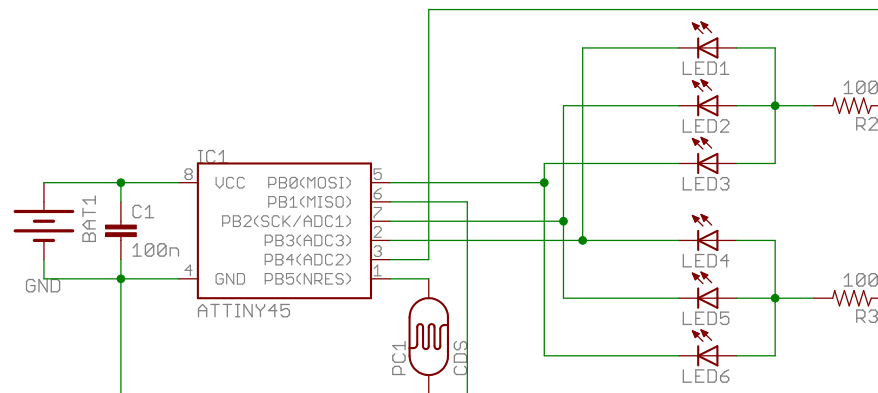 LED1
100
LED2
R2
IC1
LED3
8
VCC
PB0(MOSI)
5
PB1(MISO)
6
BAT1
C1
PB2(SCK/ADC1)
7
PB3(ADC3)
2
100n
PB4(ADC2)
3
LED4
4
GND
PB5(NRES)
1
GND
100
ATTINY45
LED5
R3
PC1
CDS
LED6